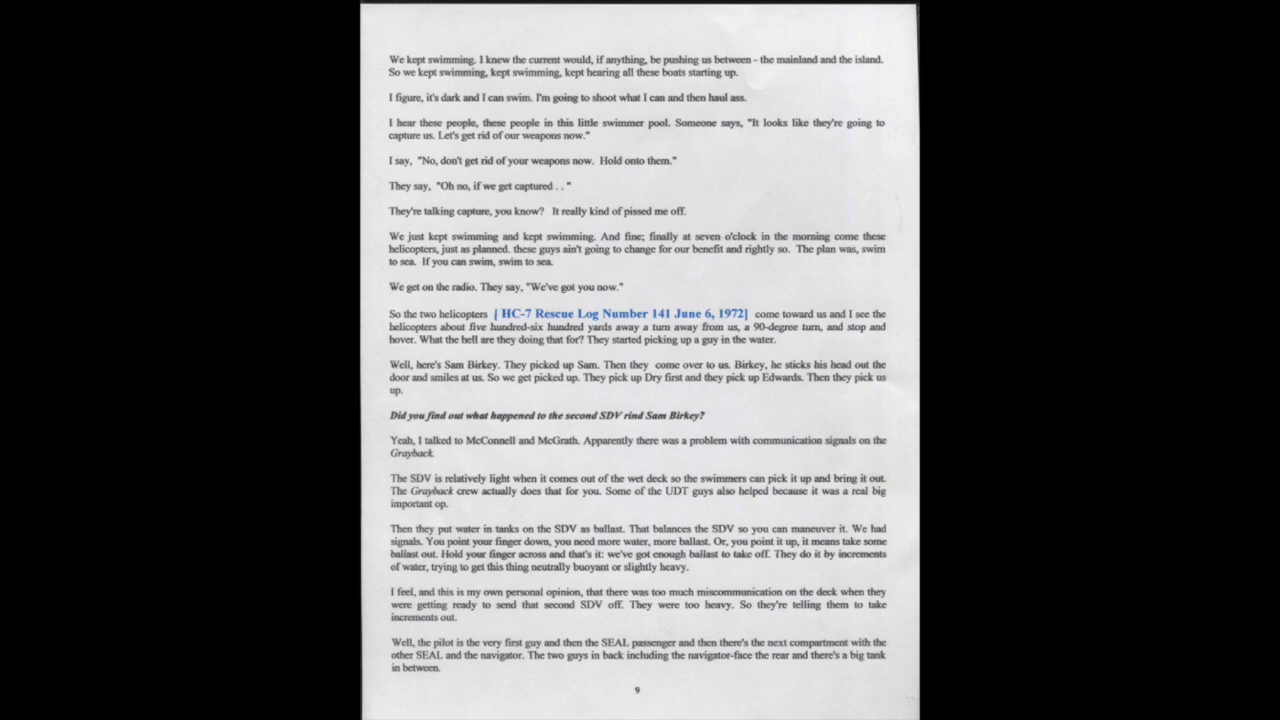 We kept swimming. I knew the current would, if anything, be pushing us between - the mainland and the island.
So we kept swimming, kept swimming, kept hearing all these boats starting up.
I figure, it's dark and I can swim. I'm going to shoot what I can and then haul ass.
I hear these people, these people in this little swimmer pool. Someone says, "It looks like they're going to
capture us. Let's get rid of our weapons now."
I say, "No, don't get rid of your weapons now. Hold onto them."
They say, "Oh no, if we get captured . . "
They're talking capture, you know? It really kind of pissed me off.
We just kept swimming and kept swimming. And fine; finally at seven o'clock in the morning come these
helicopters, just as planned. these guys ain't going to change for our benefit and rightly so. The plan was, swim
to sea. If you can swim, swim to sea.
We get on the radio. They say, "We've got you now."
So the two helicopters [ HC-7 Rescue Log Number 141 June 6, 1972] come toward us and I see the
helicopters about five hundred-six hundred yards away a turn away from us, a 90-degree turn, and stop and
hover. What the hell are they doing that for? They started picking up a guy in the water.
Well, here's Sam Birkey. They picked up Sam. Then they come over to us. Birkey, he sticks his head out the
door and smiles at us. So we get picked up. They pick up Dry first and they pick up Edwards. Then they pick us
up.
Did you find out what happened to the second SDV rind Sam Birkey?
Yeah, I talked to McConnell and McGrath. Apparently there was a problem with communication signals on the
Grayback.
The SDV is relatively light when it comes out of the wet deck so the swimmers can pick it up and bring it out.
The Grayback crew actually does that for you. Some of the UDT guys also helped because it was a real big
important op.
Then they put water in tanks on the SDV as ballast. That balances the SDV so you can maneuver it. We had
signals. You point your finger down, you need more water, more ballast. Or, you point it up, it means take some
ballast out. Hold your finger across and that's it: we've got enough ballast to take off. They do it by increments
of water, trying to get this thing neutrally buoyant or slightly heavy.
I feel, and this is my own personal opinion, that there was too much miscommunication on the deck when they
were getting ready to send that second SDV off. They were too heavy. So they're telling them to take
increments out.
Well, the pilot is the very first guy and then the SEAL passenger and then there's the next compartment with the
other SEAL and the navigator. The two guys in back including the navigator-face the rear and there's a big tank
in between.
9